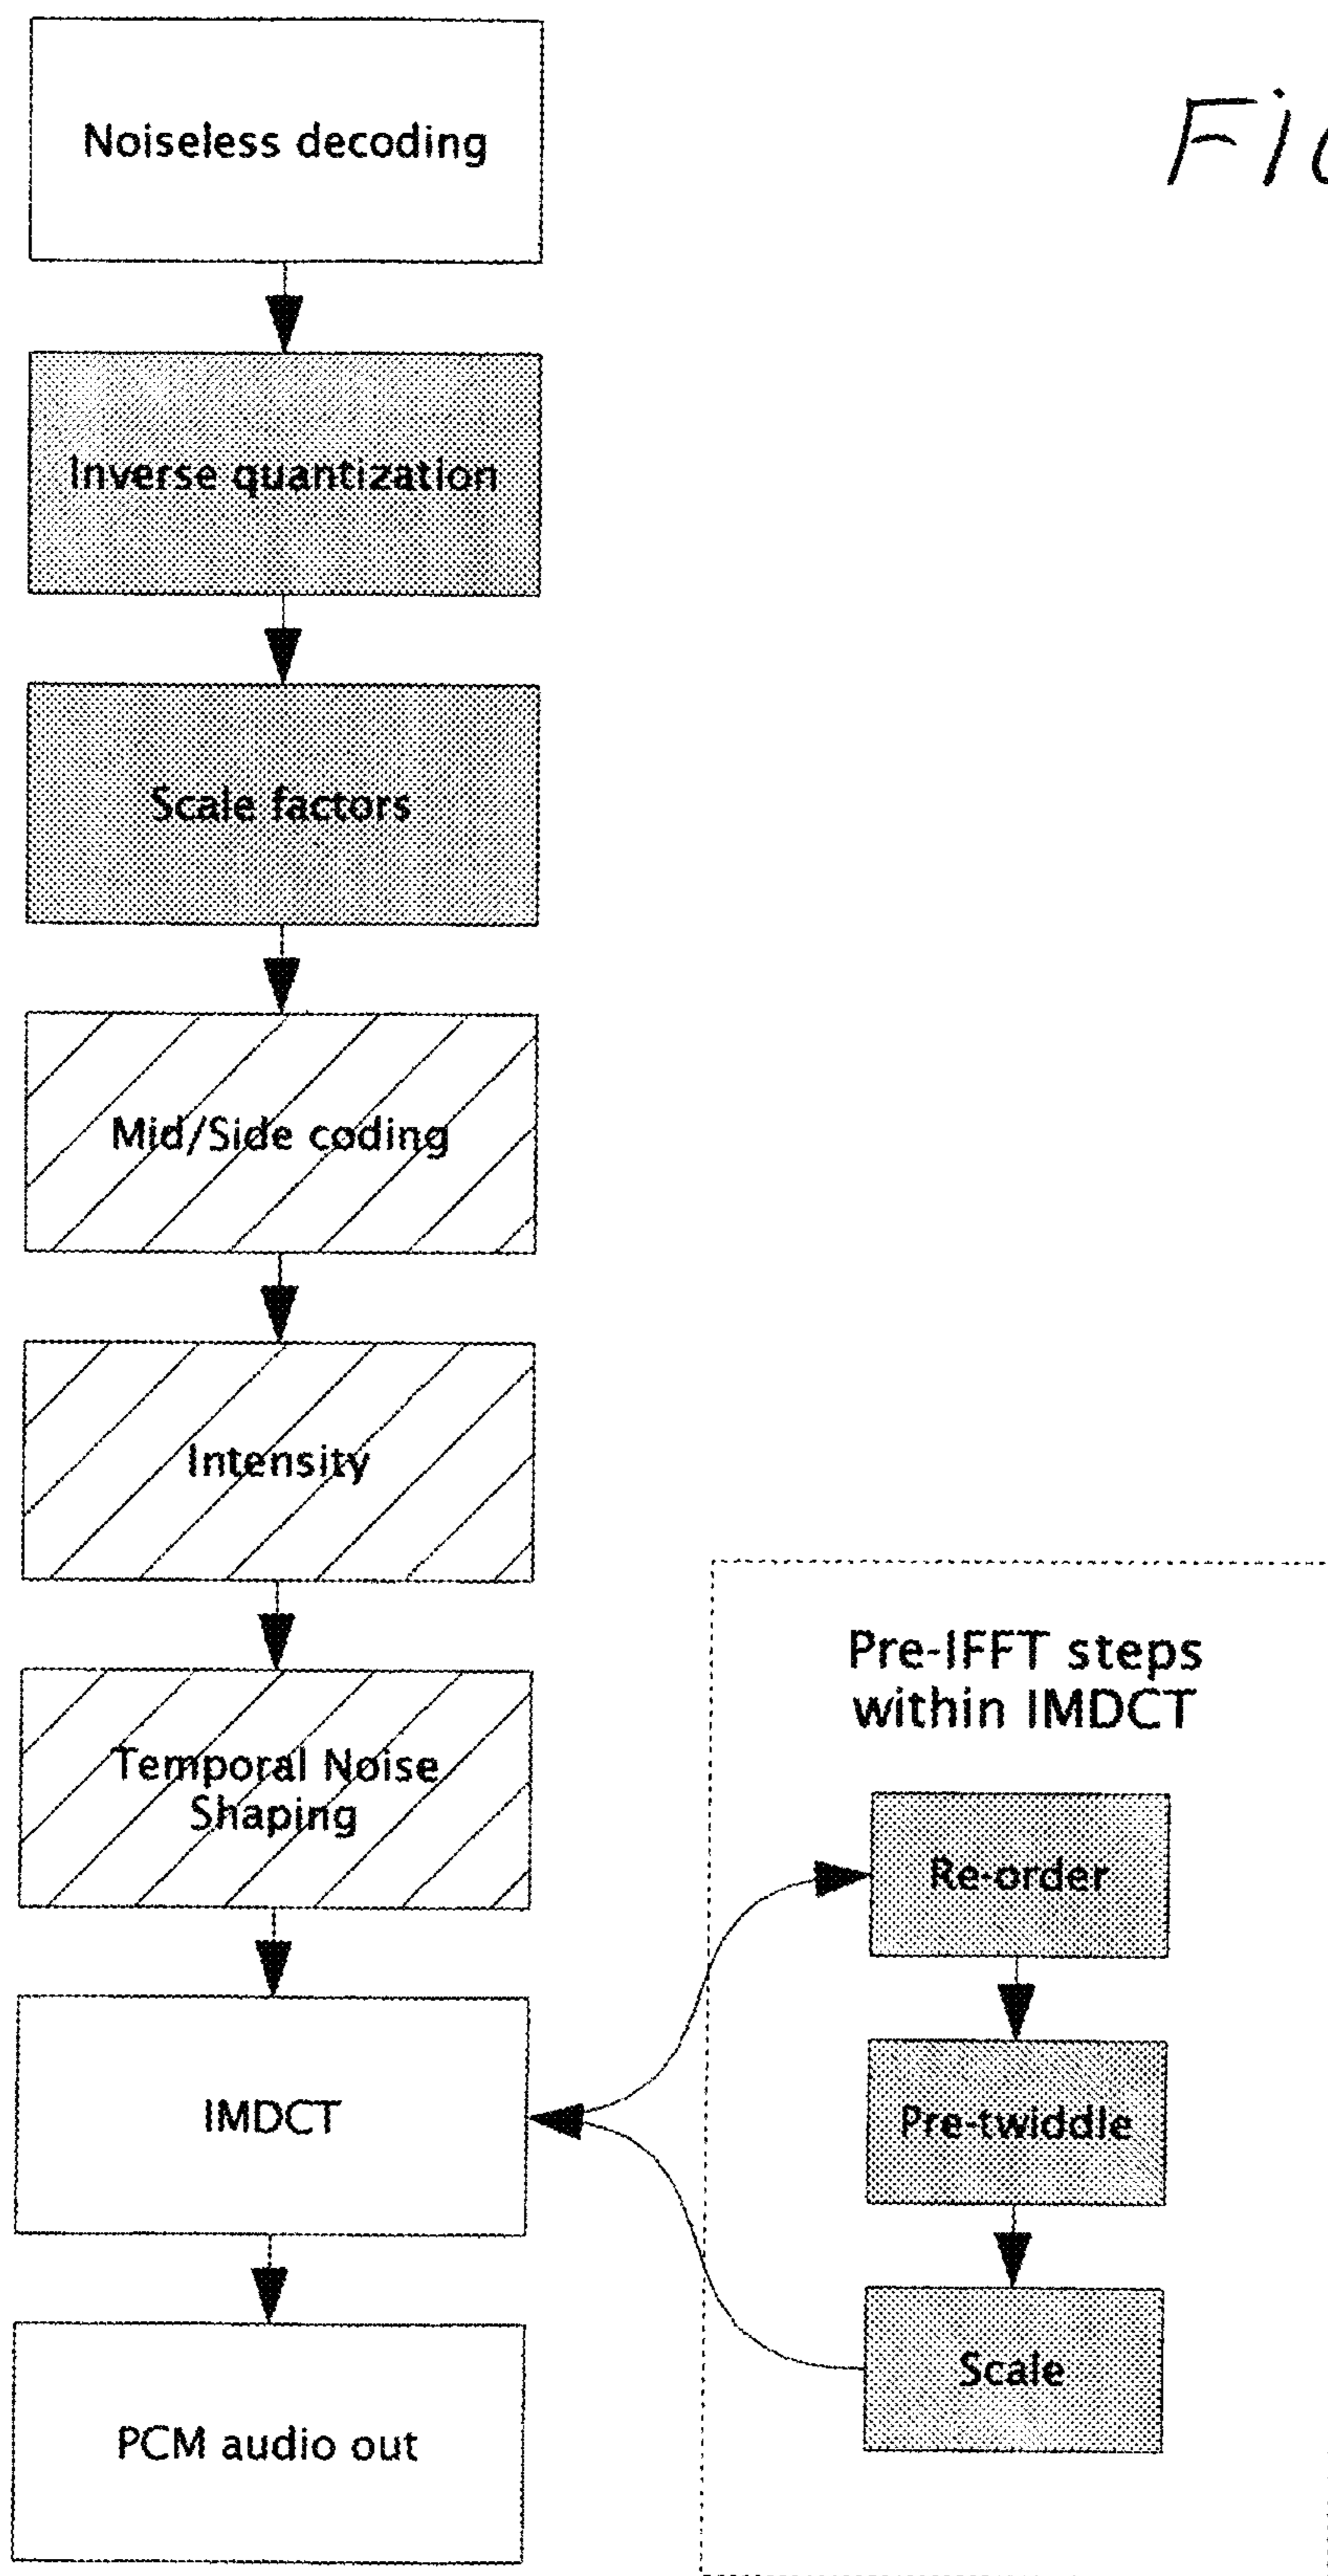 Noiseless decoding
Inverse quantization
Scale factors
Mid/Side coding
Intensity
Temporal Noise
Shaping
IMDCT
PCM audio out
Pre-IFFT steps
within IMDCT
Re-order
Pre-twiddle
Scale